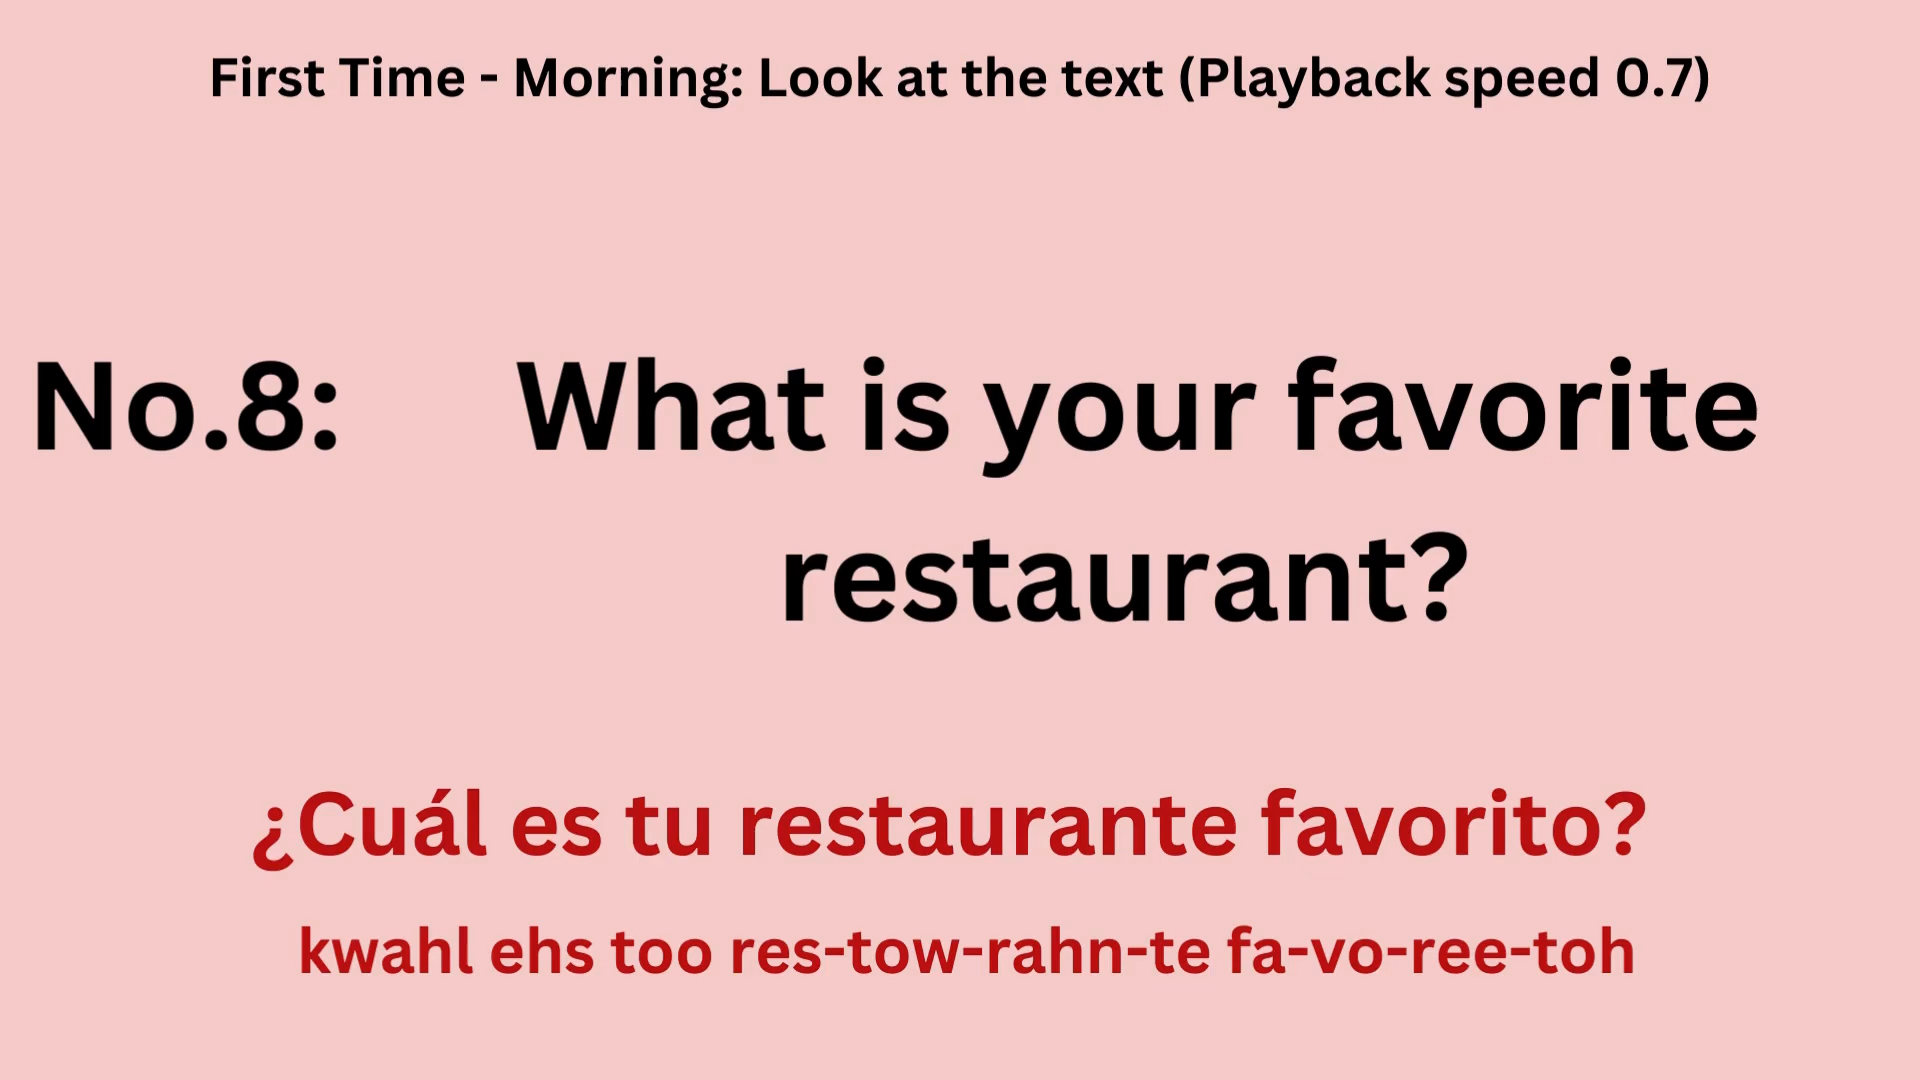 First Time - Morning: Look at the text (Playback speed 0.7)
No.8: What is your favorite
restaurant?
¿Cuál es tu restaurante favorito?
kwahl ehs too res-tow-rahn-te fa-vo-ree-toh